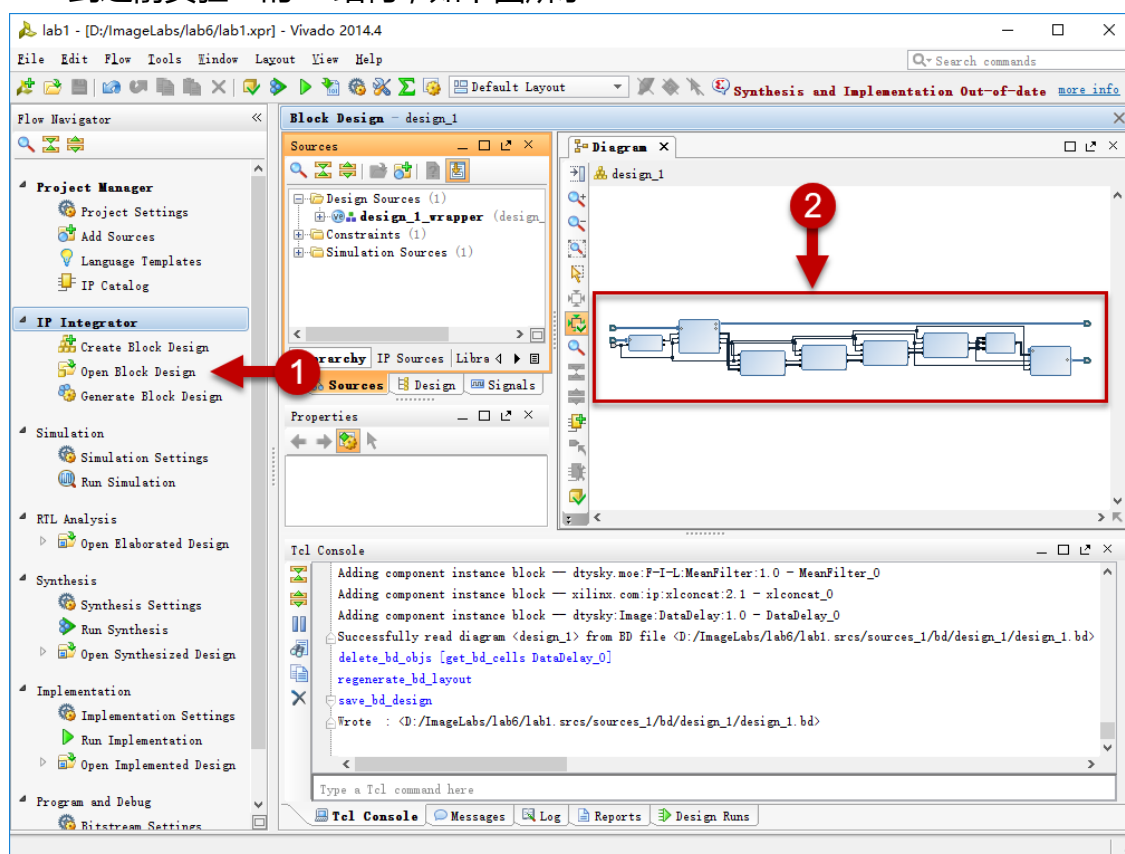 lab1 - [D:/ImageLabs/lab6/lab1.xpr] - Vivado 2014.4
File Edit Flow Tools Window Layout View Help
Search commands
Default Layout
Synthesis and Implementation Out-of-date more info
Flow Navigator
Project Manager
Project Settings
Add Sources
Language Templates
IP Catalog
IP Integrator
Create Block Design
Open Block Design
Generate Block Design
Simulation
Simulation Settings
Run Simulation
RTL Analysis
Open Elaborated Design
Synthesis
Synthesis Settings
Run Synthesis
Open Synthesized Design
Implementation
Implementation Settings
Run Implementation
Open Implemented Design
Program and Debug
Bitstream Settings
1
Block Design - design_1
Sources
Design Sources (1)
design_1_wrapper (design_
Constraints (1)
Simulation Sources (1)
rarchy IP Sources Libra
Sources Design Signals
Properties
Diagram
design_1
2
Tcl Console
Adding component instance block — dtysky.moe:F-I-L:MeanFilter:1.0 - MeanFilter_0
Adding component instance block — xilinx.com:ip:xlconcat:2.1 - xlconcat_0
Adding component instance block — dtysky:Image:DataDelay:1.0 - DataDelay_0
Successfully read diagram <design_1> from BD file <D:/ImageLabs/lab6/lab1.srcs/sources_1/bd/design_1/design_1.bd>
delete_bd_objs [get_bd_cells DataDelay_0]
regenerate_bd_layout
save_bd_design
Wrote : <D:/ImageLabs/lab6/lab1.srcs/sources_1/bd/design_1/design_1.bd>
Type a Tcl command here
Tcl Console Messages Log Reports Design Runs